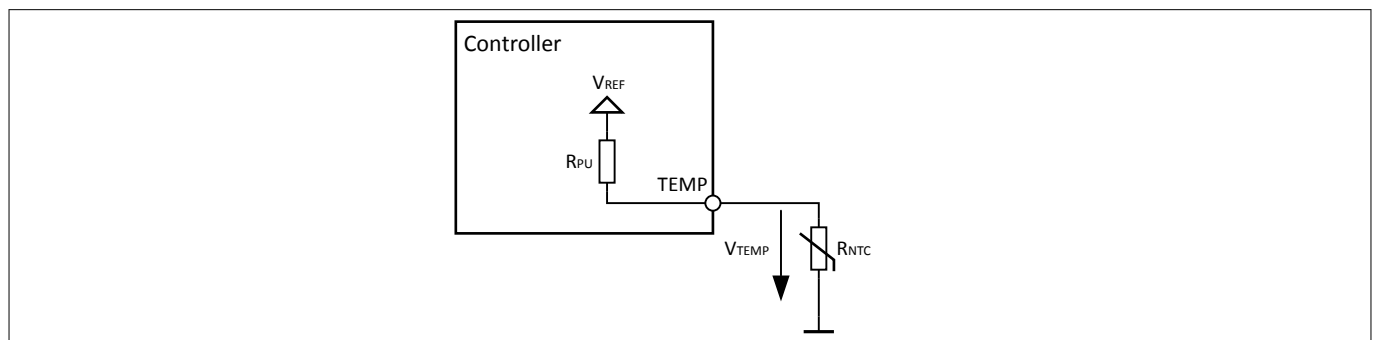 Controller
VREF
RPU
TEMP
VTEMP
RNTC